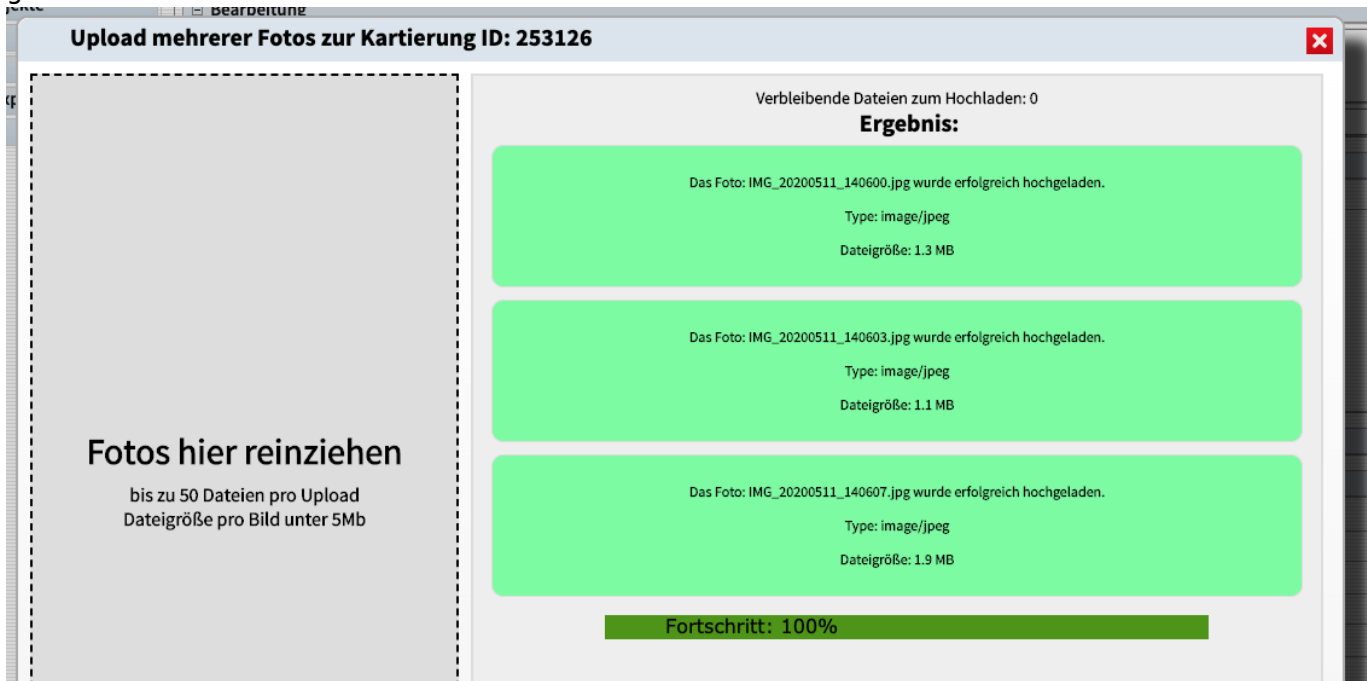 Bearbeitung
Upload mehrerer Fotos zur Kartierung ID: 253126
Fotos hier reinziehen
bis zu 50 Dateien pro Upload
Dateigröße pro Bild unter 5Mb
Verbleibende Dateien zum Hochladen: 0
Ergebnis:
Das Foto: IMG_20200511_140600.jpg wurde erfolgreich hochgeladen.
Type: image/jpeg
Dateigröße: 1.3 MB
Das Foto: IMG_20200511_140603.jpg wurde erfolgreich hochgeladen.
Type: image/jpeg
Dateigröße: 1.1 MB
Das Foto: IMG_20200511_140607.jpg wurde erfolgreich hochgeladen.
Type: image/jpeg
Dateigröße: 1.9 MB
Fortschritt: 100%